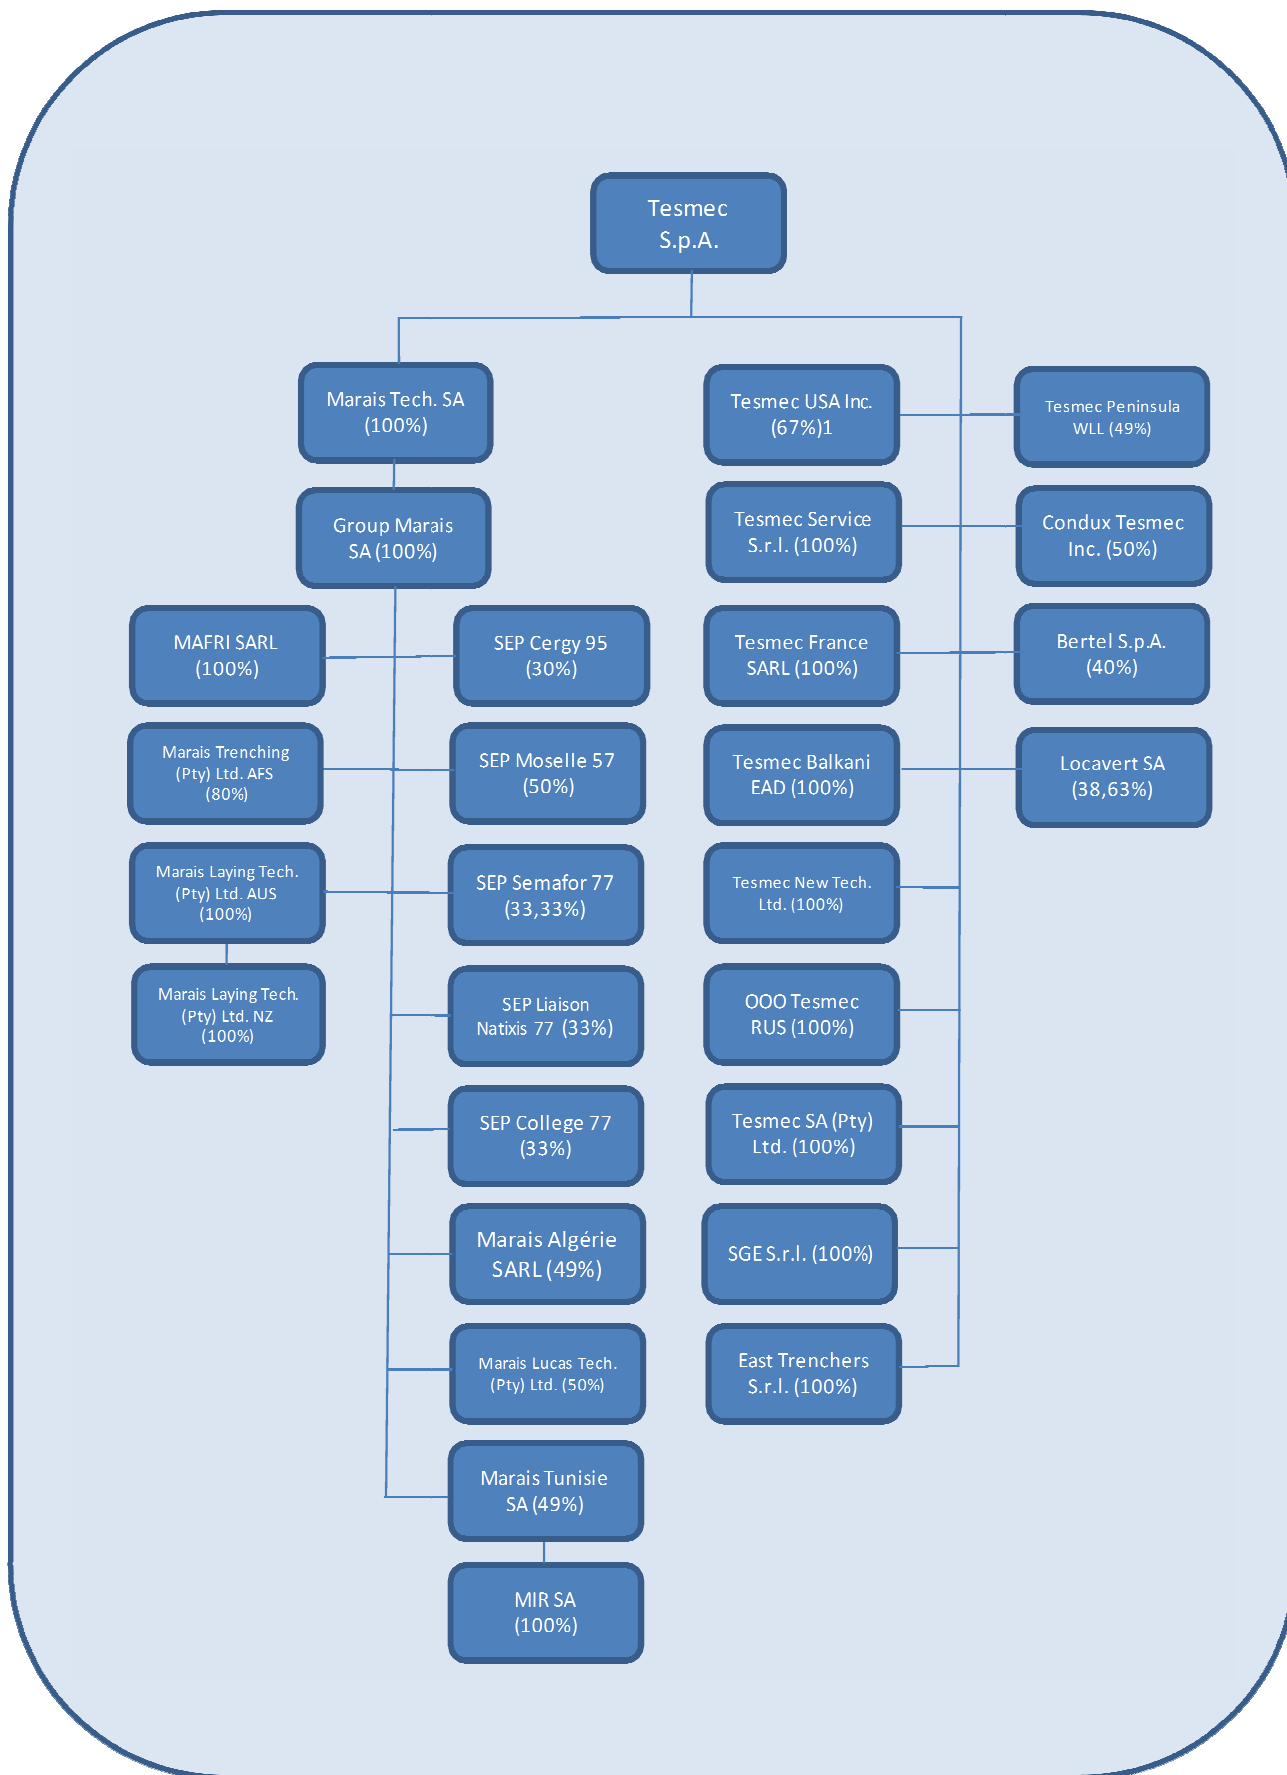 Tesmec
S.p.A.
Marais Tech. SA
(100%)
Group Marais
SA (100%)
MAFRI SARL
(100%)
SEP Cergy 95
(30%)
Marais Trenching
(Pty) Ltd. AFS
(80%)
SEP Moselle 57
(50%)
Marais Laying Tech.
(Pty) Ltd. AUS
(100%)
SEP Semafor 77
(33,33%)
Marais Laying Tech.
(Pty) Ltd. NZ
(100%)
SEP Liaison
Natixis 77 (33%)
SEP College 77
(33%)
Marais Algérie
SARL (49%)
Marais Lucas Tech.
(Pty) Ltd. (50%)
Marais Tunisie
SA (49%)
MIR SA
(100%)
Tesmec USA Inc.
(67%)1
Tesmec Peninsula
WLL (49%)
Tesmec Service
S.r.l. (100%)
Condux Tesmec
Inc. (50%)
Tesmec France
SARL (100%)
Bertel S.p.A.
(40%)
Tesmec Balkani
EAD (100%)
Locavert SA
(38,63%)
Tesmec New Tech.
Ltd. (100%)
OOO Tesmec
RUS (100%)
Tesmec SA (Pty)
Ltd. (100%)
SGE S.r.l. (100%)
East Trenchers
S.r.l. (100%)